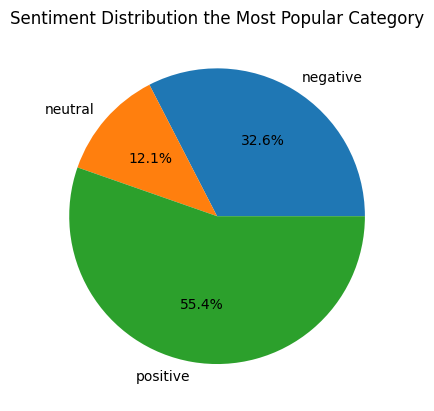 Sentiment Distribution the Most Popular Category
negative
neutral
32.6%
12.1%
55.4%
positive